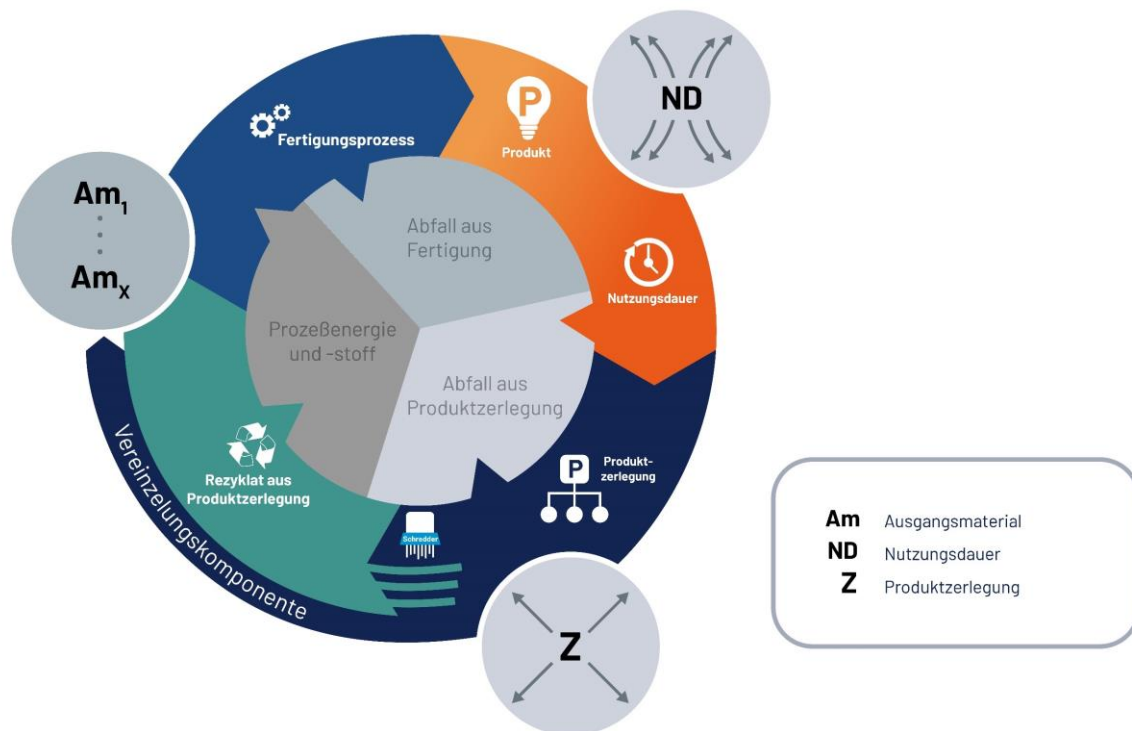 Fertigungsprozess
P
Produkt
ND
Am1
Amx
Abfall aus
Fertigung
Nutzungsdauer
Prozeßenergie
und -stoff
Abfall aus
Produktzerlegung
Rezyklat aus
Produktzerlegung
Vereinzelungskomponente
Schredder
P
Produkt-
zerlegung
Z
Am Ausgangsmaterial
ND Nutzungsdauer
Z Produktzerlegung